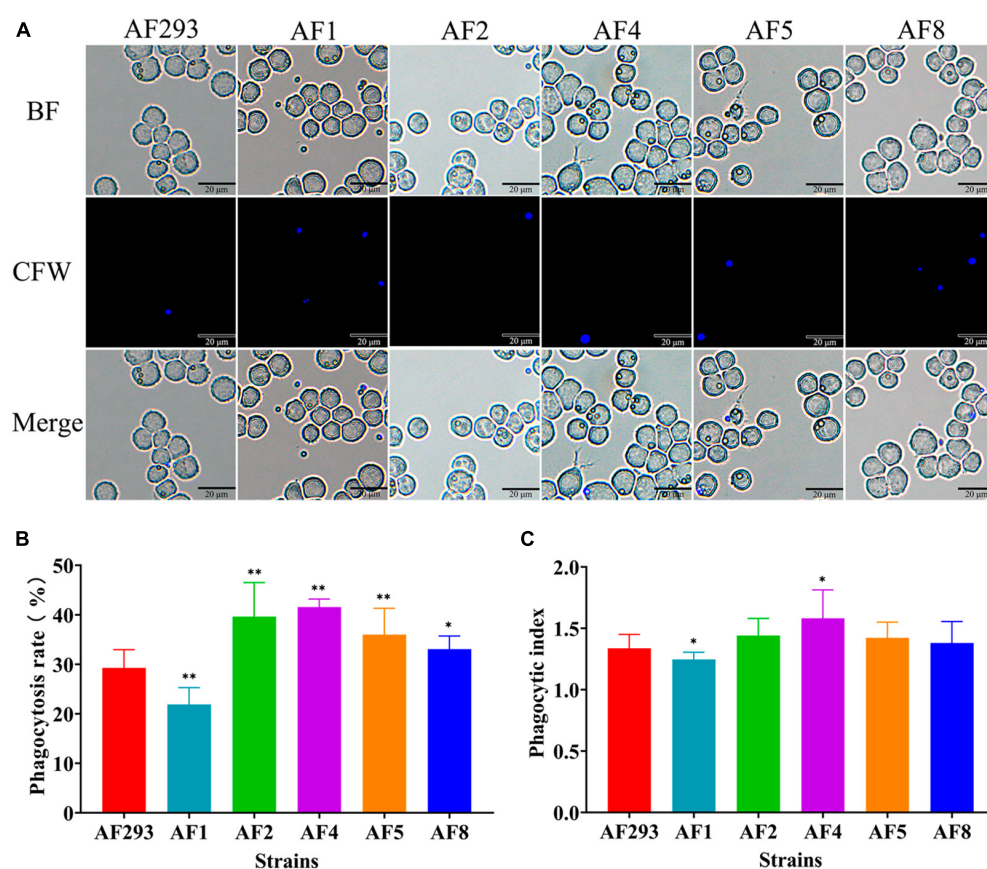 A
AF293 AF1 AF2 AF4 AF5 AF8
BF
20 μm 20 μm 20 μm 20 μm 20 μm 20 μm
CFW
20 μm 20 μm 20 μm 20 μm 20 μm 20 μm
Merge
20 μm 20 μm 20 μm 20 μm 20 μm 20 μm
B
Phagocytosis rate（%）
50
40
30
20
10
0
** ** ** ** *
AF293 AF1 AF2 AF4 AF5 AF8
Strains
C
Phagocytic index
2.0
1.5
1.0
0.5
0.0
* *
AF293 AF1 AF2 AF4 AF5 AF8
Strains